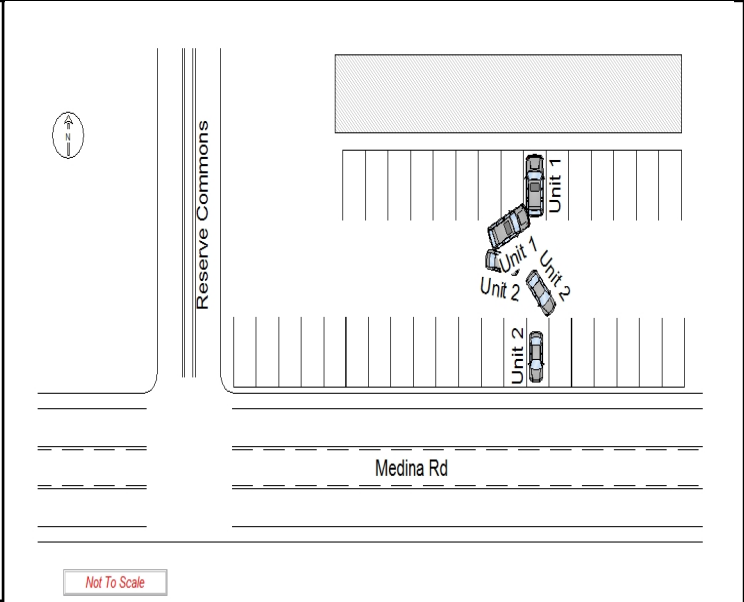 N
Reserve Commons
Unit 1
Unit 1
Unit 2
Unit 2
Unit 2
Medina Rd
Not To Scale